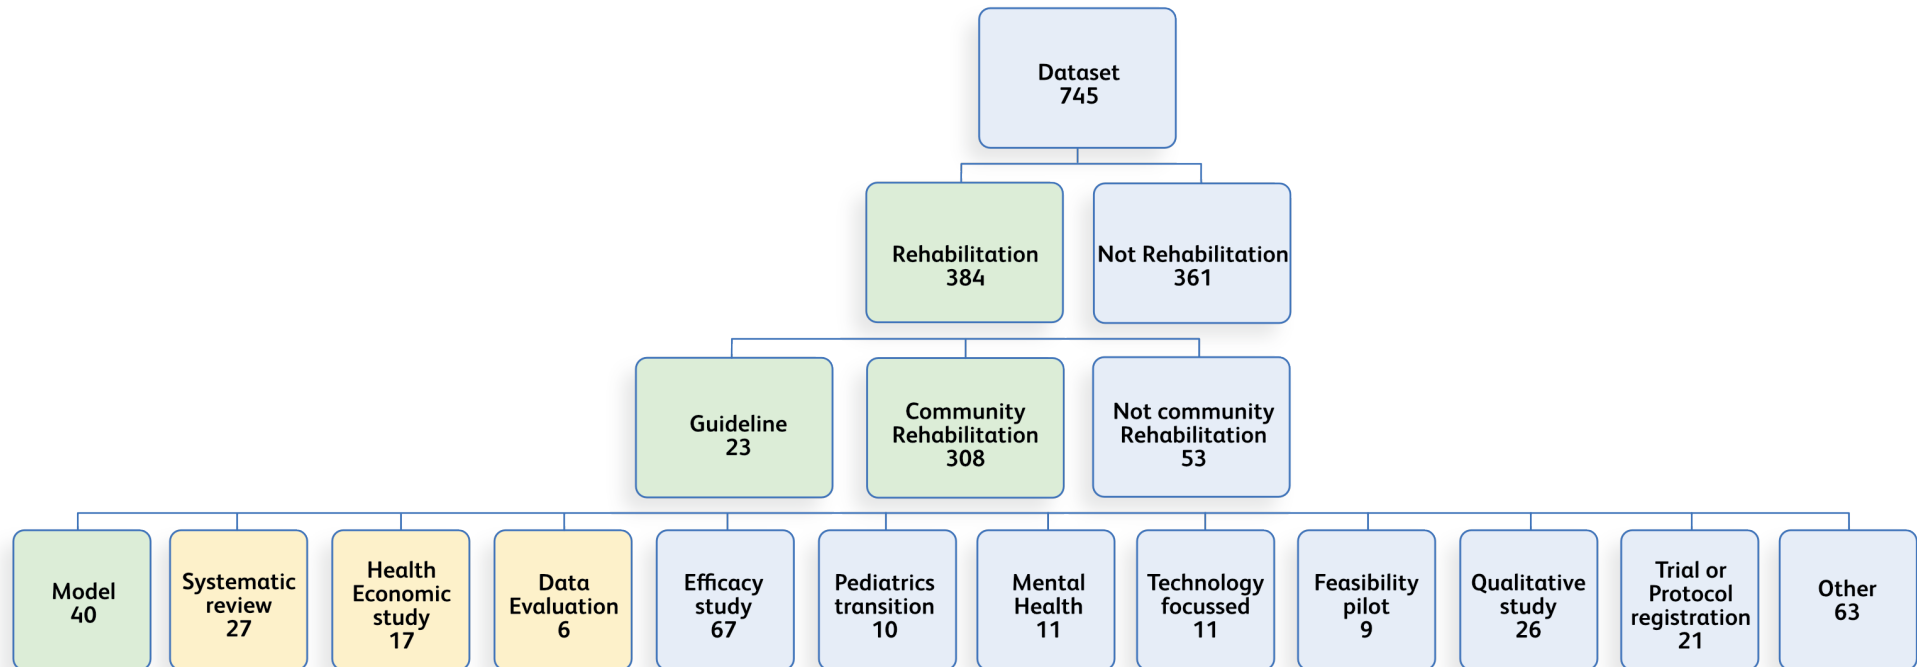 Dataset
745
Rehabilitation
384
Not Rehabilitation
361
Guideline
23
Community
Rehabilitation
308
Not community
Rehabilitation
53
Model
40
Systematic
review
27
Health
Economic
study
17
Data
Evaluation
6
Efficacy
study
67
Pediatrics
transition
10
Mental
Health
11
Technology
focussed
11
Feasibility
pilot
9
Qualitative
study
26
Trial or
Protocol
registration
21
Other
63